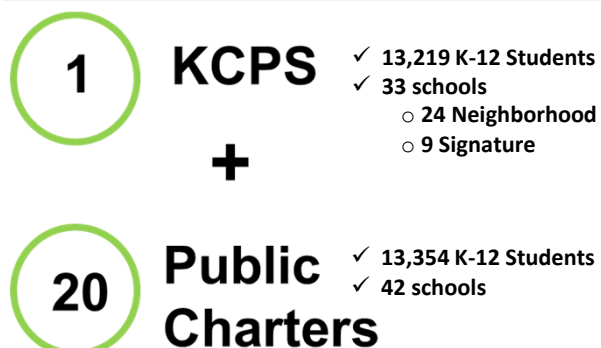 1
KCPS
✓ 13,219 K-12 Students
✓ 33 schools
o 24 Neighborhood
o 9 Signature
+
20
Public
Charters
✓ 13,354 K-12 Students
✓ 42 schools